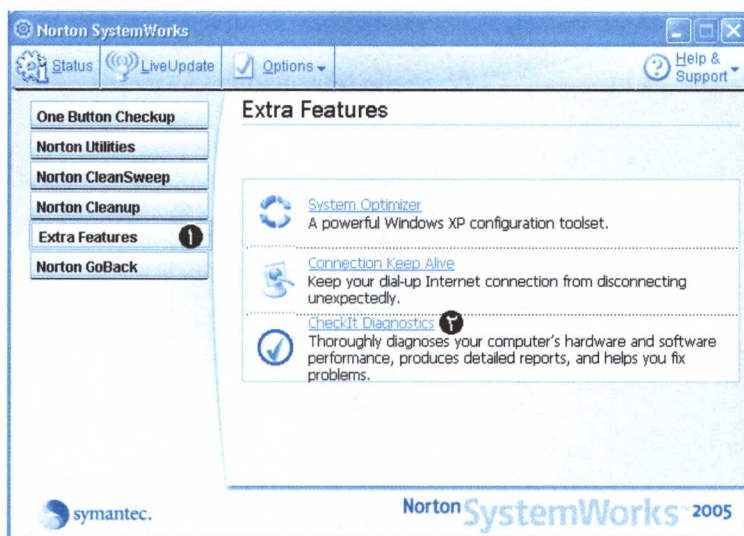 Norton SystemWorks
Status LiveUpdate Options Help & Support
One Button Checkup
Norton Utilities
Norton CleanSweep
Norton Cleanup
Extra Features ۱
Norton GoBack
Extra Features
System Optimizer
A powerful Windows XP configuration toolset.
Connection Keep Alive
Keep your dial-up Internet connection from disconnecting
unexpectedly.
CheckIt Diagnostics ۲
Thoroughly diagnoses your computer's hardware and software
performance, produces detailed reports, and helps you fix
problems.
symantec.
Norton SystemWorks™ 2005